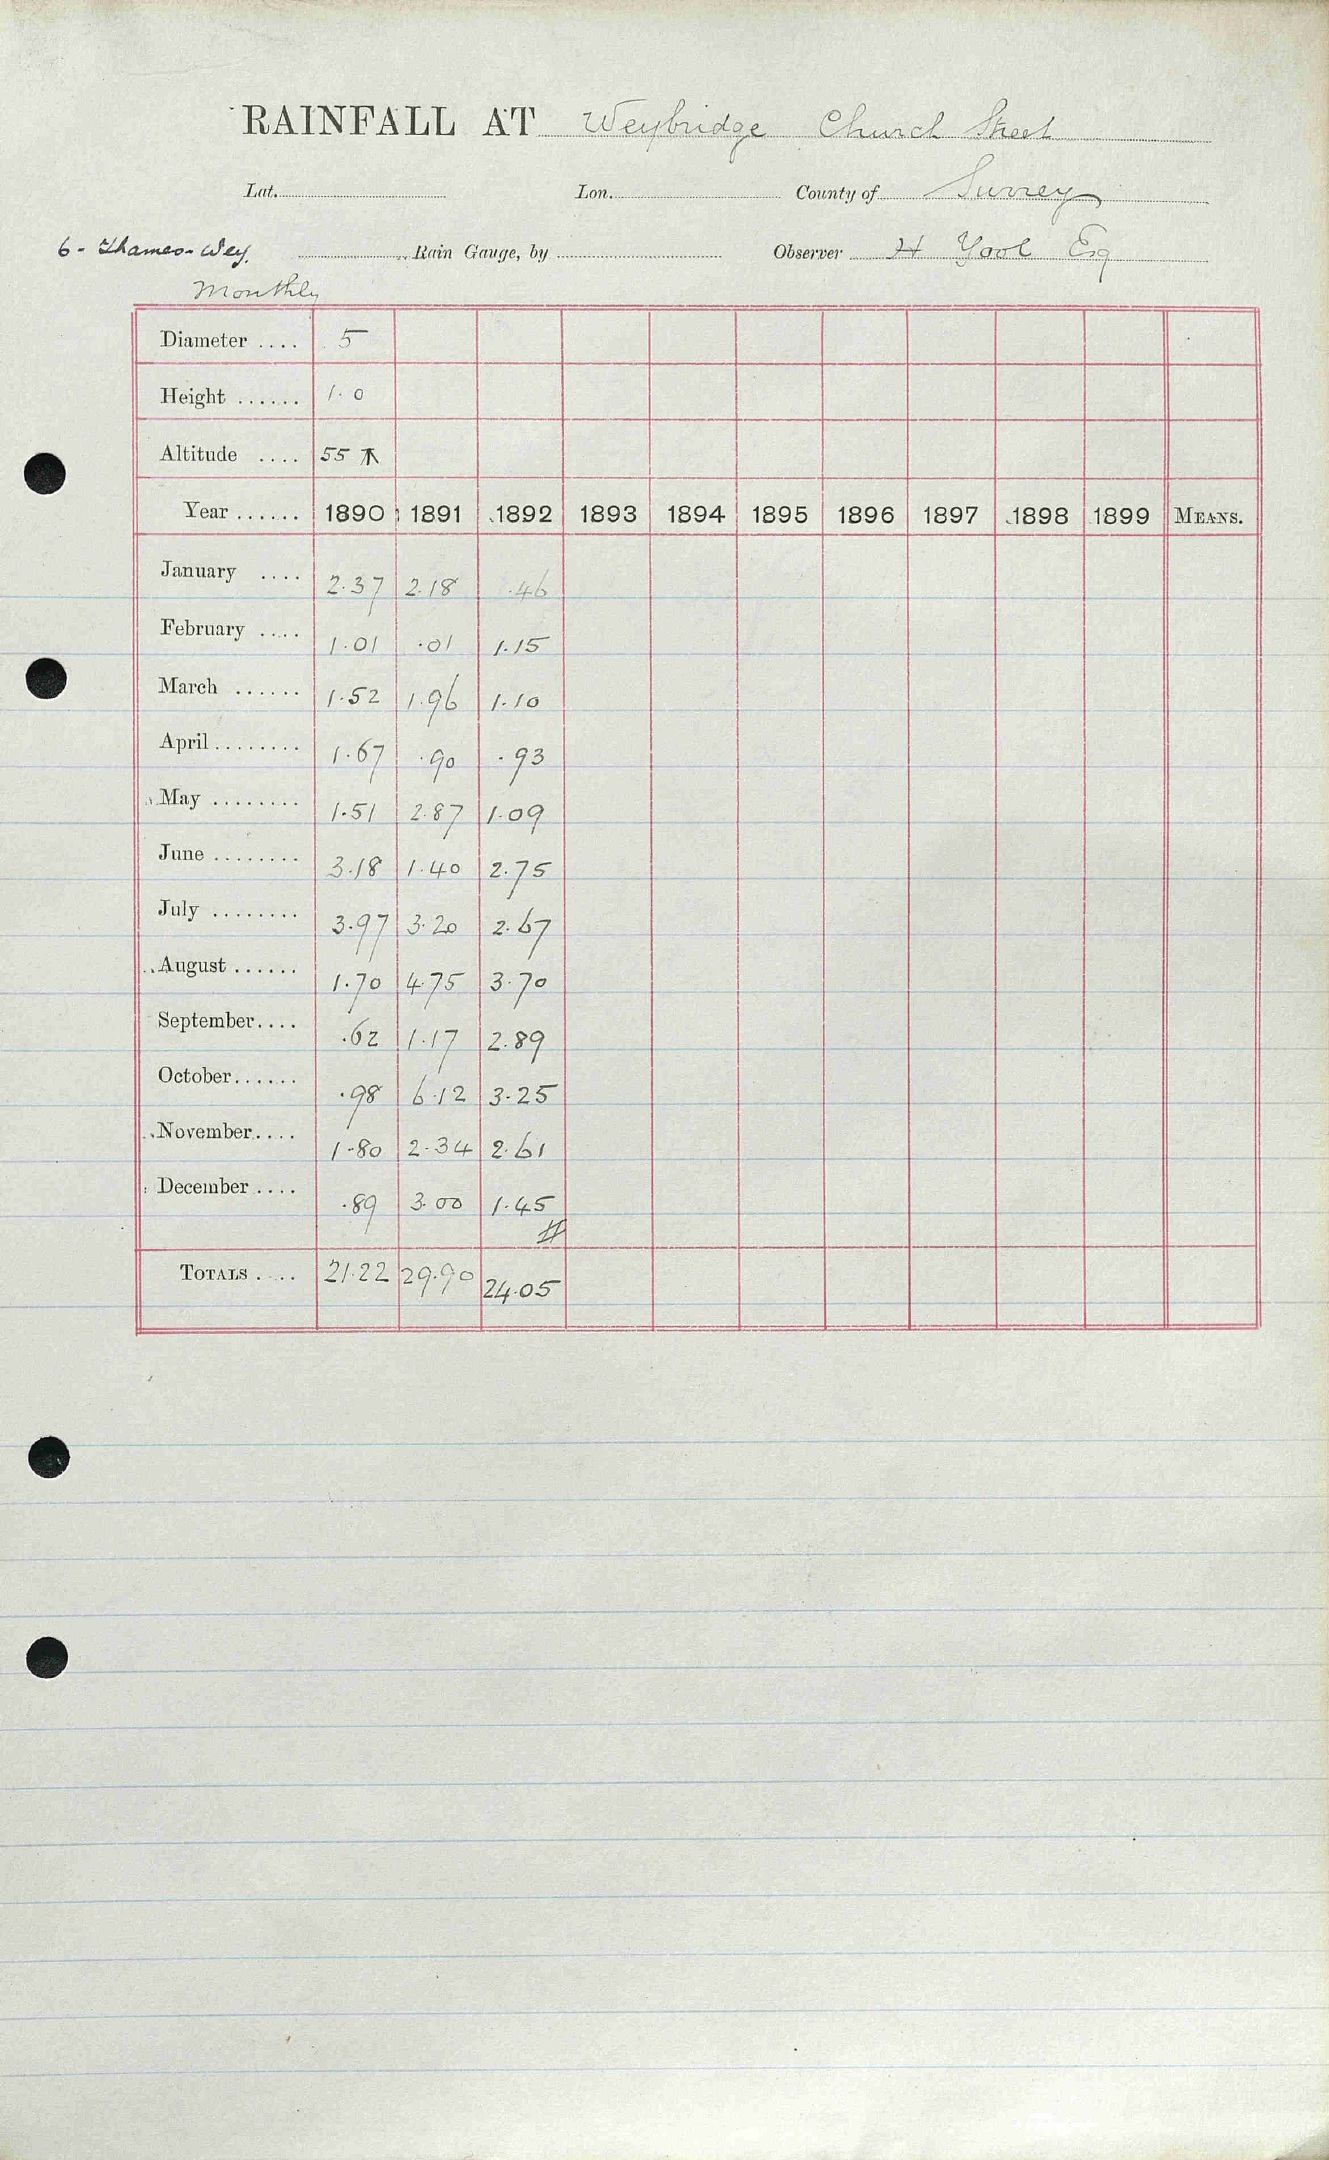 RAINFALL AT Weybridge Church Street
Lat. Lon. County of Surrey
6 - Thames-Wey. Rain Gauge, by Observer H Yool Esq
Monthly
Diameter .... 5
Height ...... 1.0
Altitude .... 55
Year ...... 1890 1891 1892 1893 1894 1895 1896 1897 1898 1899 MEANS.
January .... 2.37 2.18 .46
February .... 1.01 .01 1.15
March ...... 1.52 1.96 1.10
April ........ 1.67 .90 .93
May ........ 1.51 2.87 1.09
June ........ 3.18 1.40 2.75
July ........ 3.97 3.20 2.67
August ...... 1.70 4.75 3.70
September.... .62 1.17 2.89
October...... .98 6.12 3.25
November.... 1.80 2.34 2.61
December .... .89 3.00 1.45
TOTALS .... 21.22 29.90 24.05